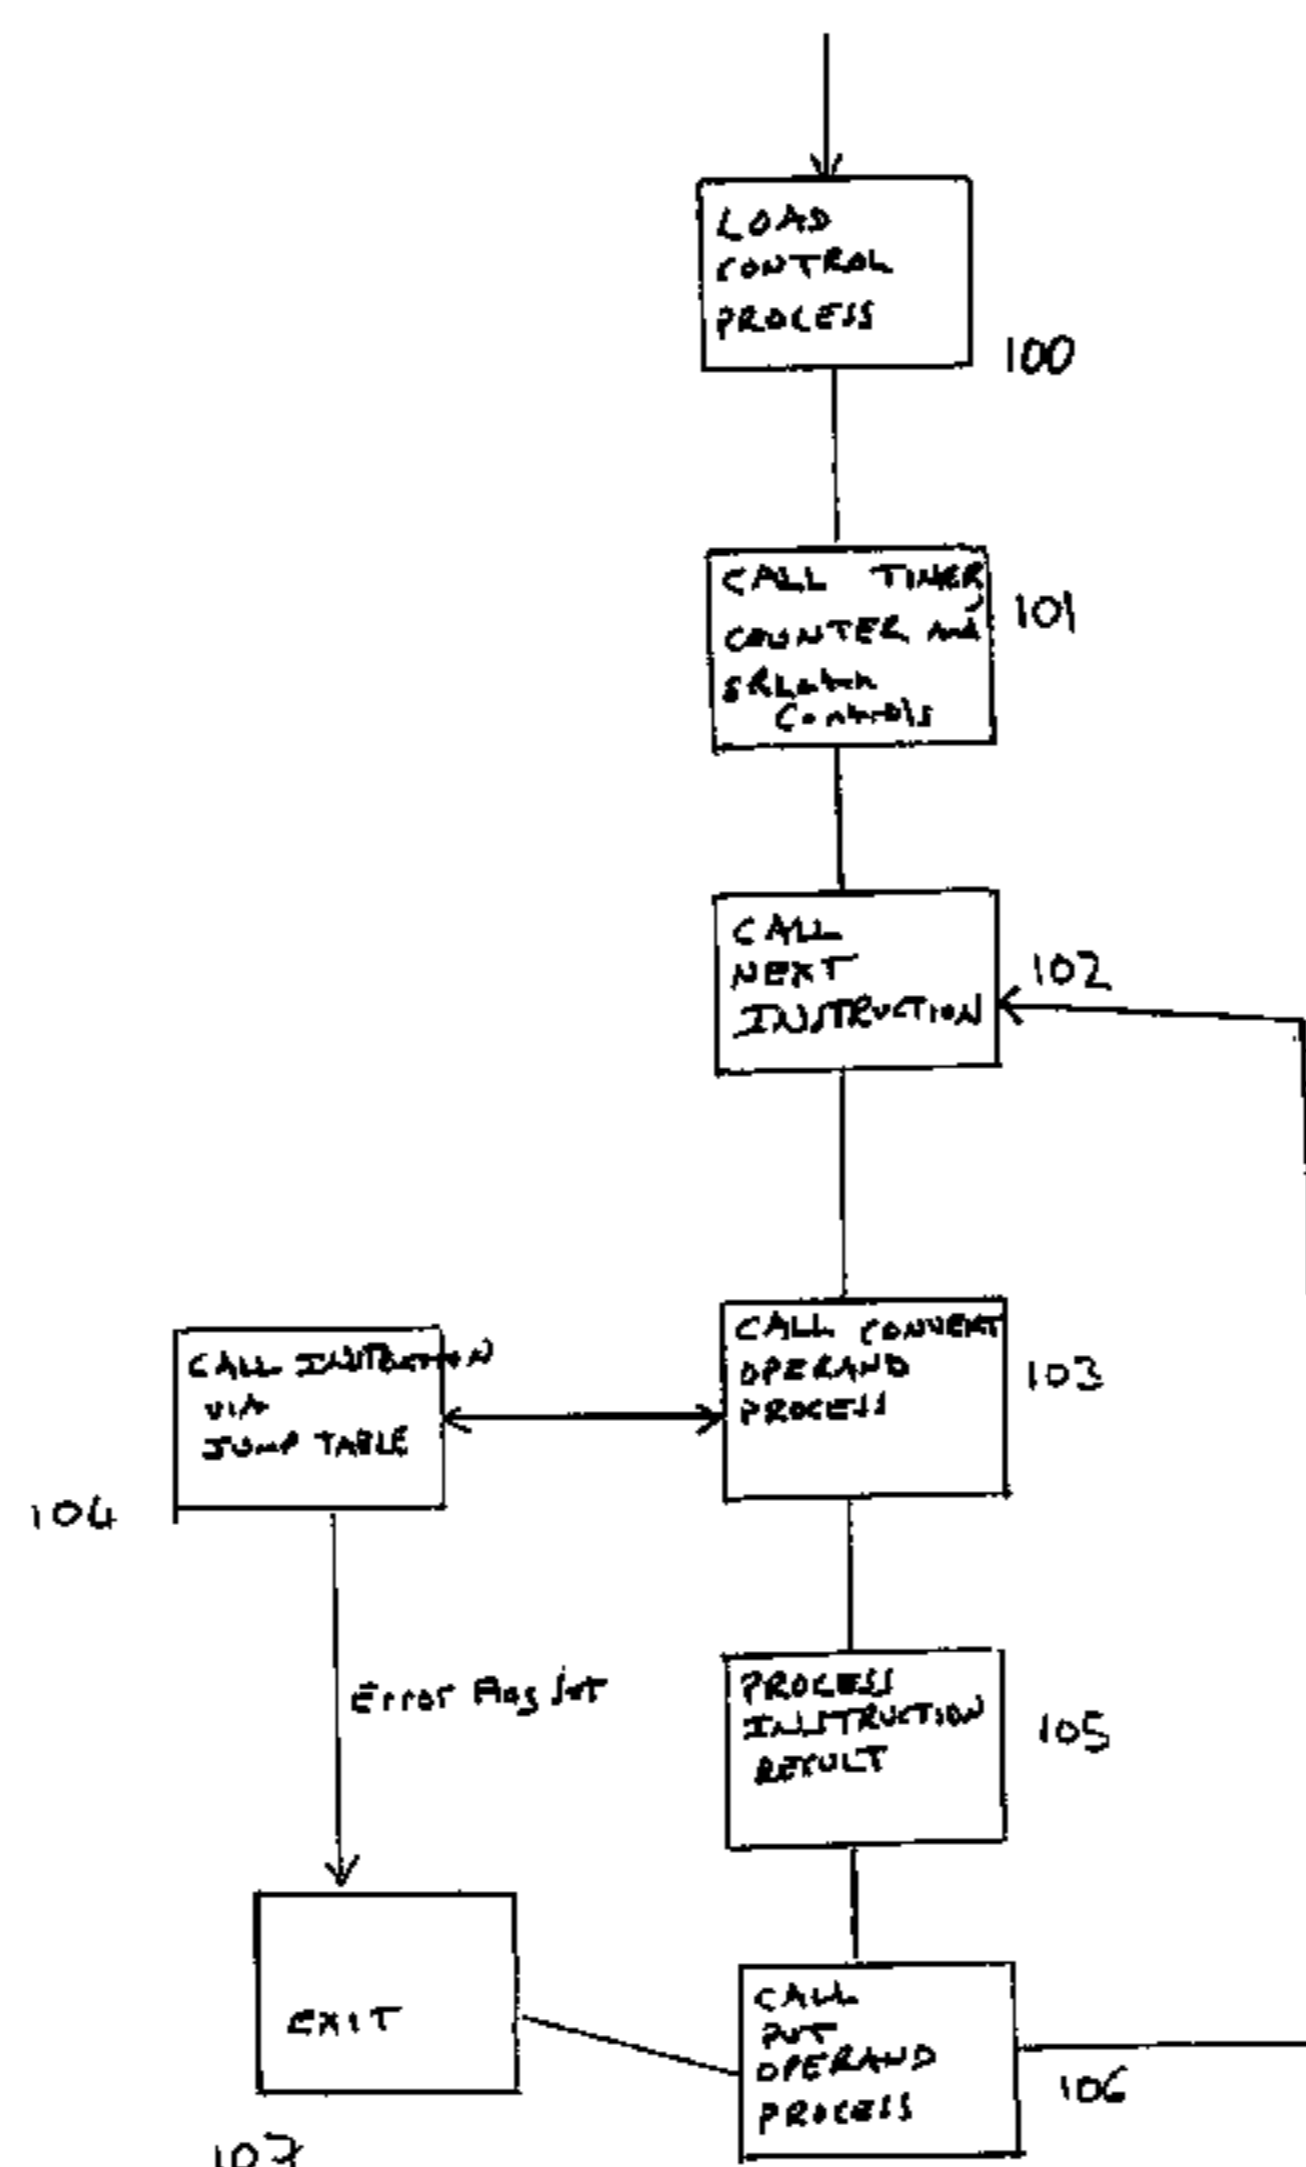 LOAD
CONTROL
PROCESS
100
CALL TIMER,
COUNTER and
SRLatch
Controls
101
CALL
NEXT
INSTRUCTION
102
CALL CONVERT
OPERAND
PROCESS
103
CALL INSTRUCTION
VIA
JUMP TABLE
104
Error Flag Set
PROCESS
INSTRUCTION
RESULT
105
EXIT
107
CALL
PUT
OPERAND
PROCESS
106